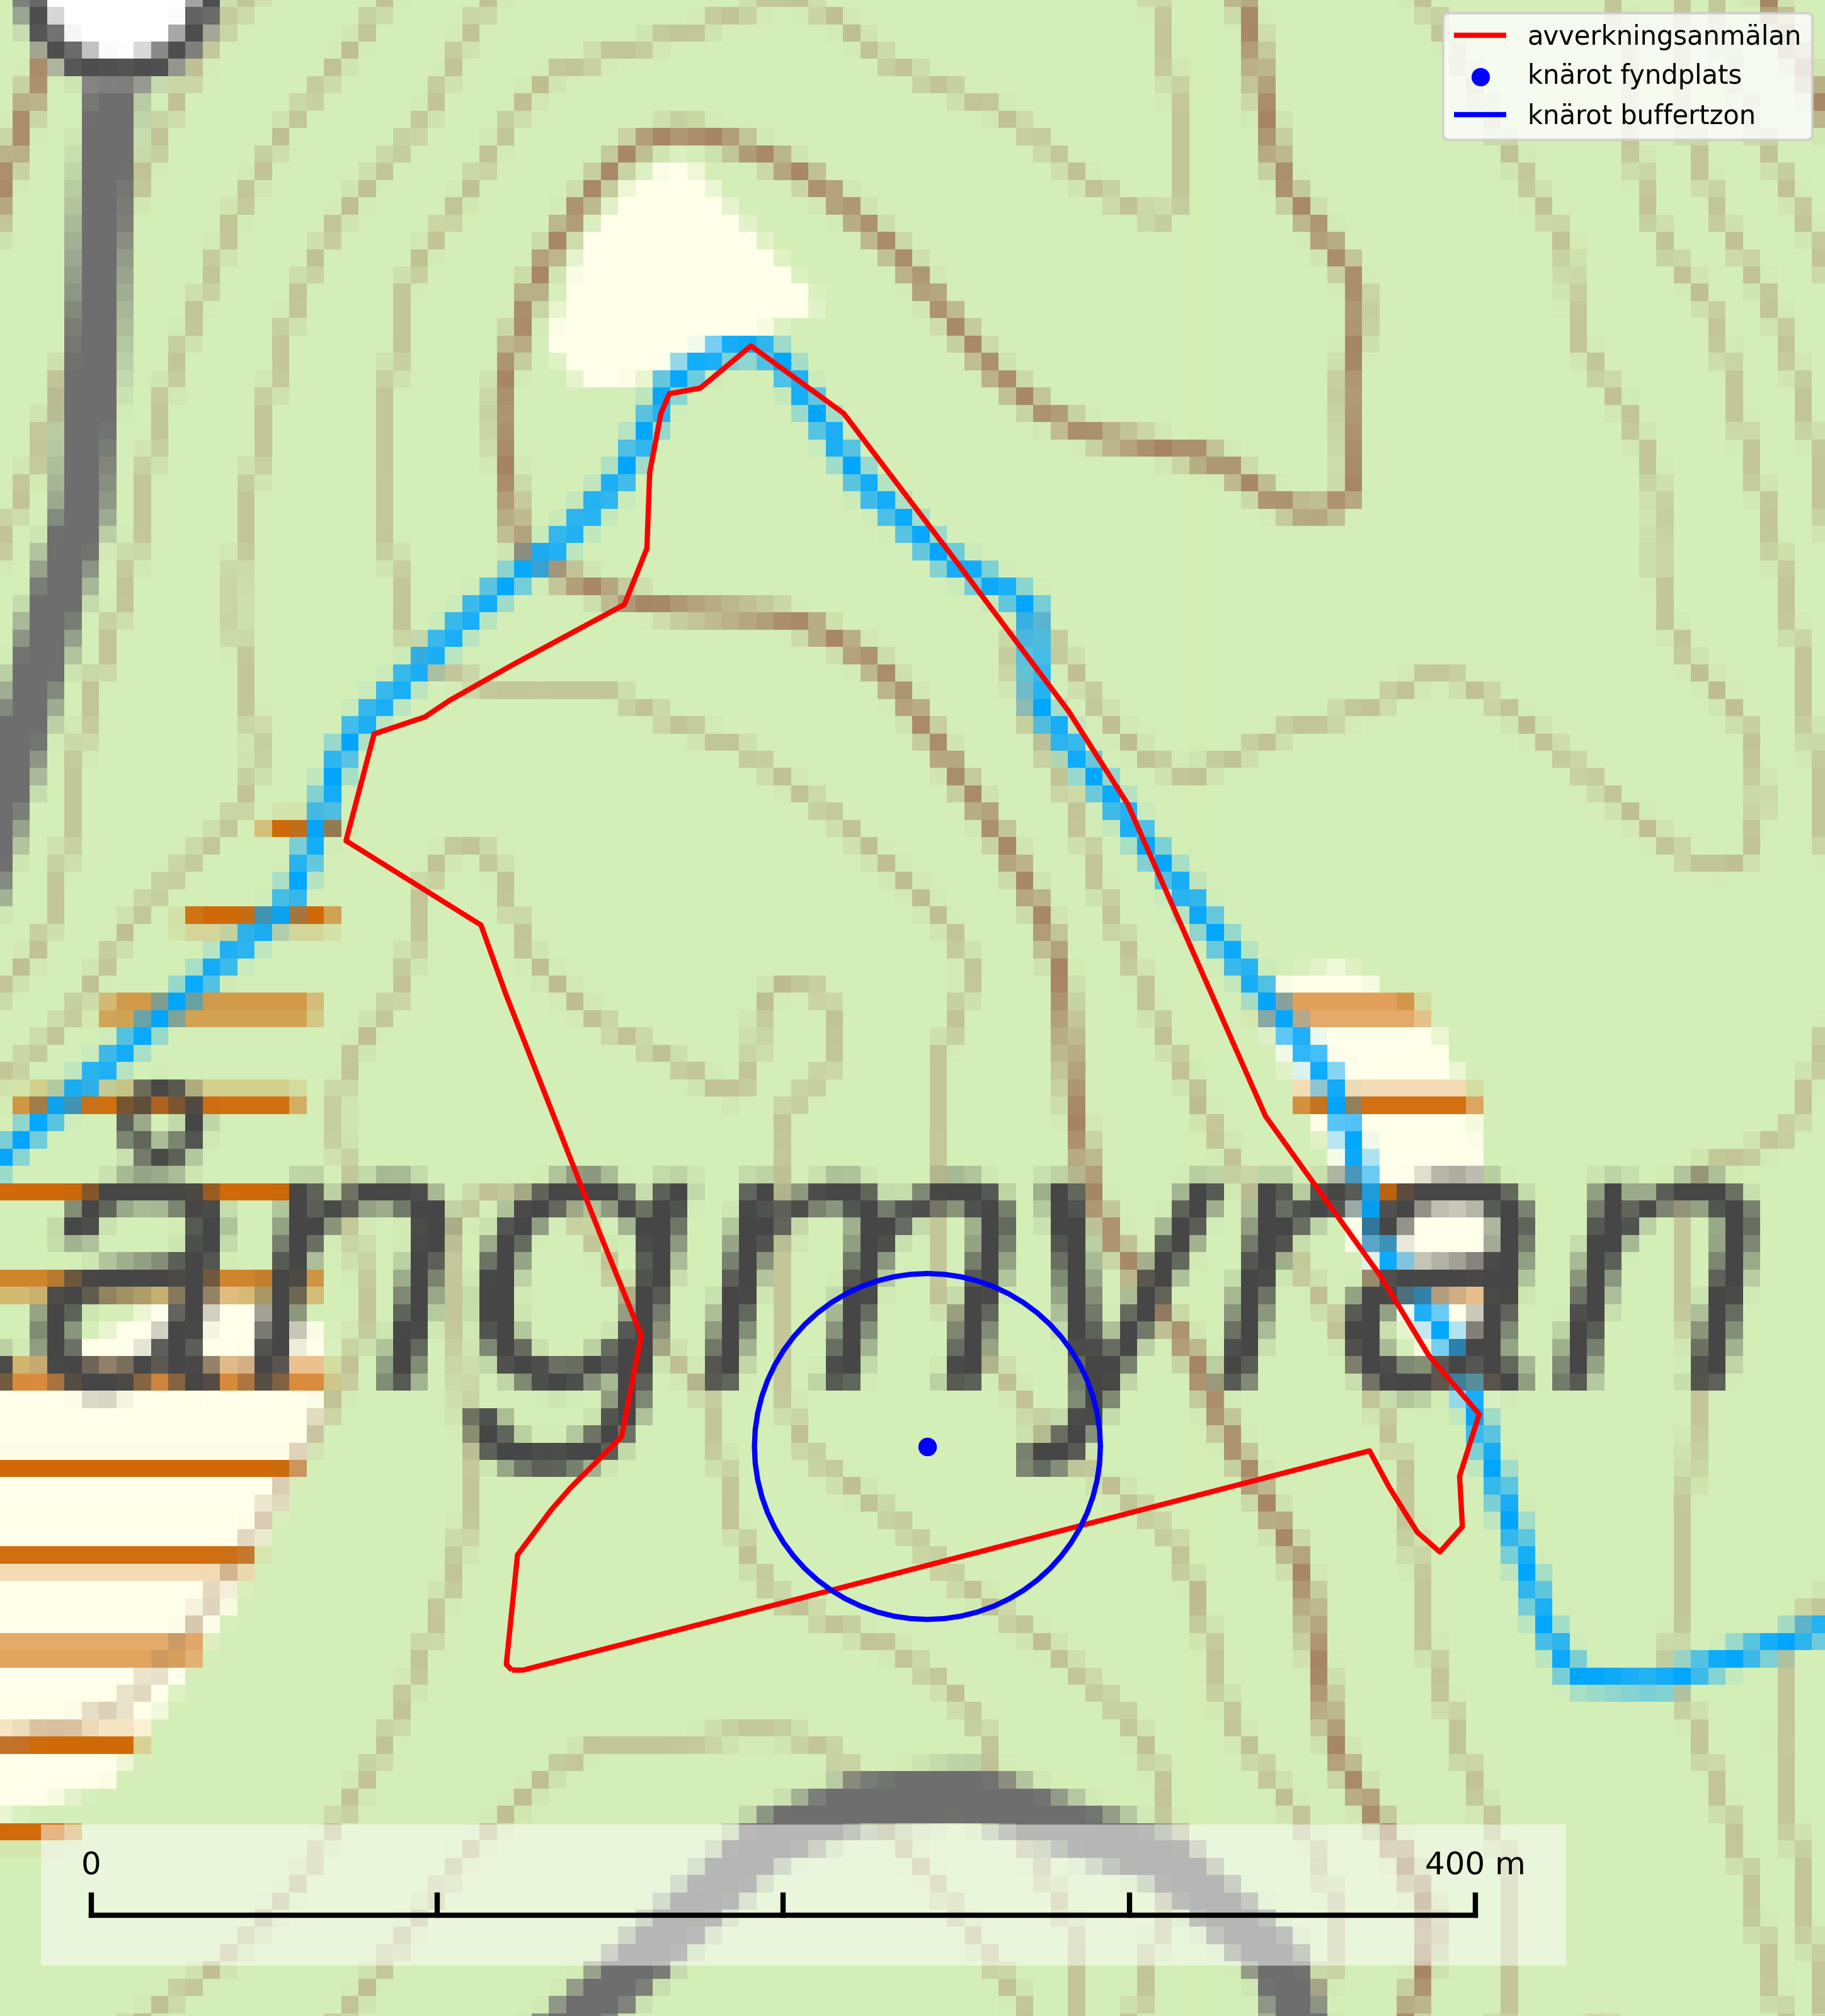 avverkningsanmälan
knärot fyndplats
knärot buffertzon
ångmyran
0 400 m